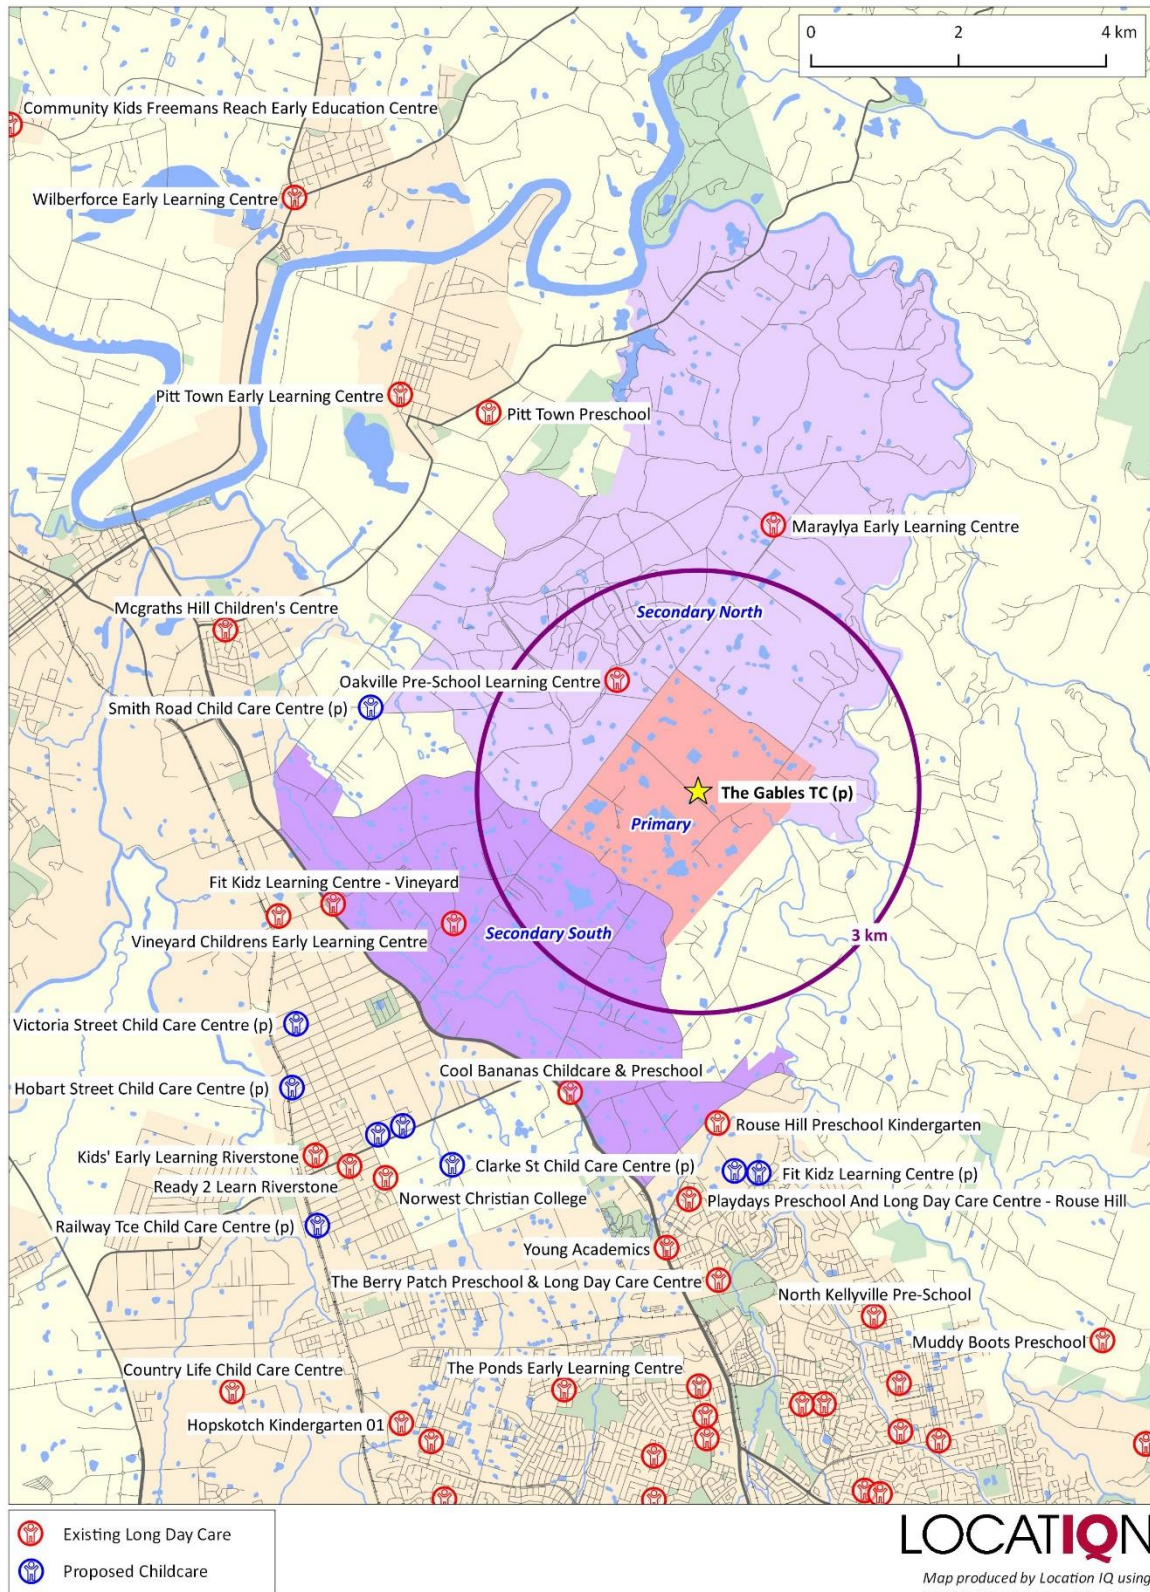 0 2 4 km
Community Kids Freemans Reach Early Education Centre
Wilberforce Early Learning Centre
Pitt Town Early Learning Centre
Pitt Town Preschool
Maraylya Early Learning Centre
Mcgraths Hill Children's Centre
Secondary North
Oakville Pre-School Learning Centre
Smith Road Child Care Centre (p)
The Gables TC (p)
Primary
Fit Kidz Learning Centre - Vineyard
Vineyard Childrens Early Learning Centre
Secondary South
3 km
Victoria Street Child Care Centre (p)
Cool Bananas Childcare & Preschool
Hobart Street Child Care Centre (p)
Rouse Hill Preschool Kindergarten
Kids' Early Learning Riverstone
Clarke St Child Care Centre (p)
Fit Kidz Learning Centre (p)
Ready 2 Learn Riverstone
Norwest Christian College
Playdays Preschool And Long Day Care Centre - Rouse Hill
Railway Tce Child Care Centre (p)
Young Academics
The Berry Patch Preschool & Long Day Care Centre
North Kellyville Pre-School
Muddy Boots Preschool
Country Life Child Care Centre
The Ponds Early Learning Centre
Hopskotch Kindergarten 01
Existing Long Day Care
Proposed Childcare
LOCATIQN
Map produced by Location IQ using